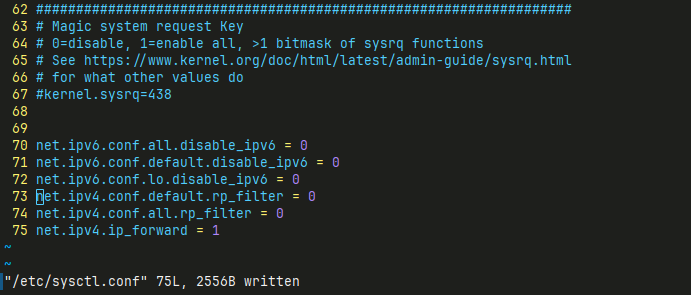 62 ###################################################################
63 # Magic system request Key
64 # 0=disable, 1=enable all, >1 bitmask of sysrq functions
65 # See https://www.kernel.org/doc/html/latest/admin-guide/sysrq.html
66 # for what other values do
67 #kernel.sysrq=438
68
69
70 net.ipv6.conf.all.disable_ipv6 = 0
71 net.ipv6.conf.default.disable_ipv6 = 0
72 net.ipv6.conf.lo.disable_ipv6 = 0
73 net.ipv4.conf.default.rp_filter = 0
74 net.ipv4.conf.all.rp_filter = 0
75 net.ipv4.ip_forward = 1
~
~
"/etc/sysctl.conf" 75L, 2556B written